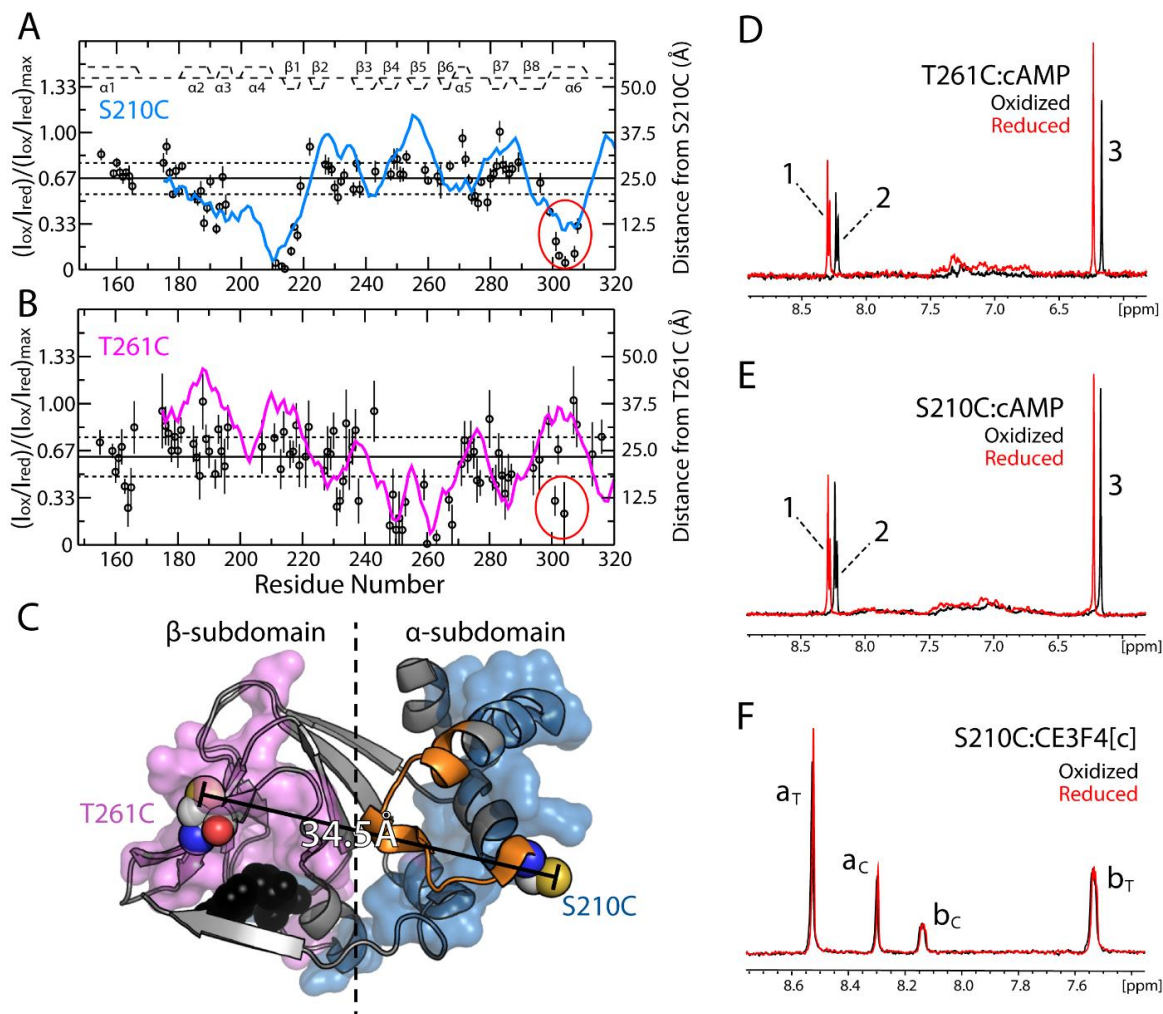 A
(Iox/Ired)/(Iox/Ired)max
1.33
1.00
0.67
0.33
0
α1 α2 α3 α4 β1 β2 β3 β4 β5 β6 α5 β7 β8 α6
S210C
50.0
37.5
25.0
12.5
0
Distance from S210C (Å)
160 180 200 220 240 260 280 300 320
B
(Iox/Ired)/(Iox/Ired)max
1.33
1.00
0.67
0.33
0
T261C
50.0
37.5
25.0
12.5
0
Distance from T261C (Å)
160 180 200 220 240 260 280 300 320
Residue Number
C
β-subdomain α-subdomain
T261C
34.5Å
S210C
D
T261C:cAMP
Oxidized
Reduced
1
2
3
8.5 8.0 7.5 7.0 6.5 [ppm]
E
S210C:cAMP
Oxidized
Reduced
1
2
3
8.5 8.0 7.5 7.0 6.5 [ppm]
F
S210C:CE3F4[c]
Oxidized
Reduced
aT
aC
bC
bT
8.6 8.4 8.2 8.0 7.8 7.6 [ppm]